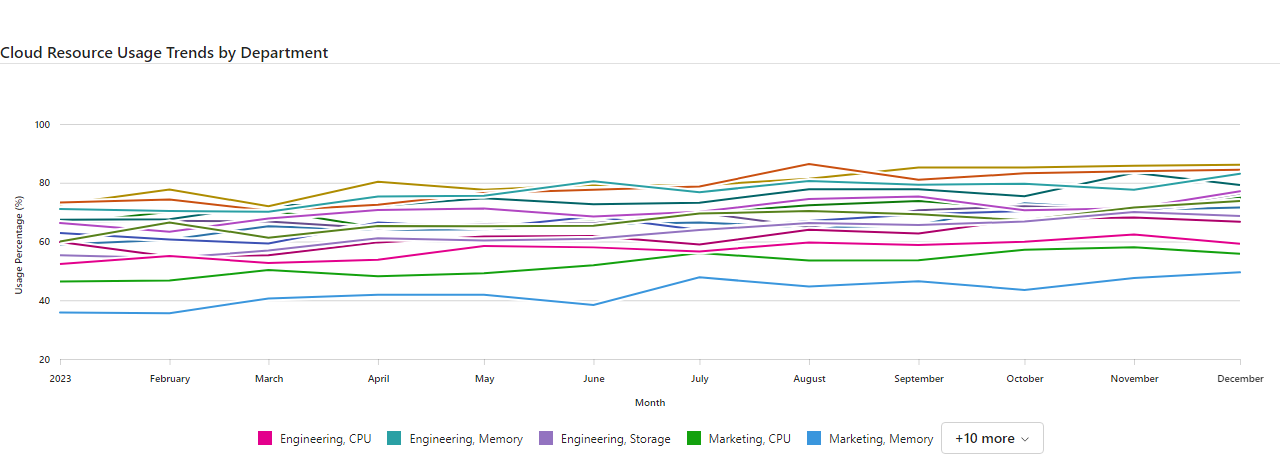 Cloud Resource Usage Trends by Department
100
80
60
40
20
Usage Percentage (%)
2023 February March April May June July August September October November December
Month
Engineering, CPU Engineering, Memory Engineering, Storage Marketing, CPU Marketing, Memory +10 more